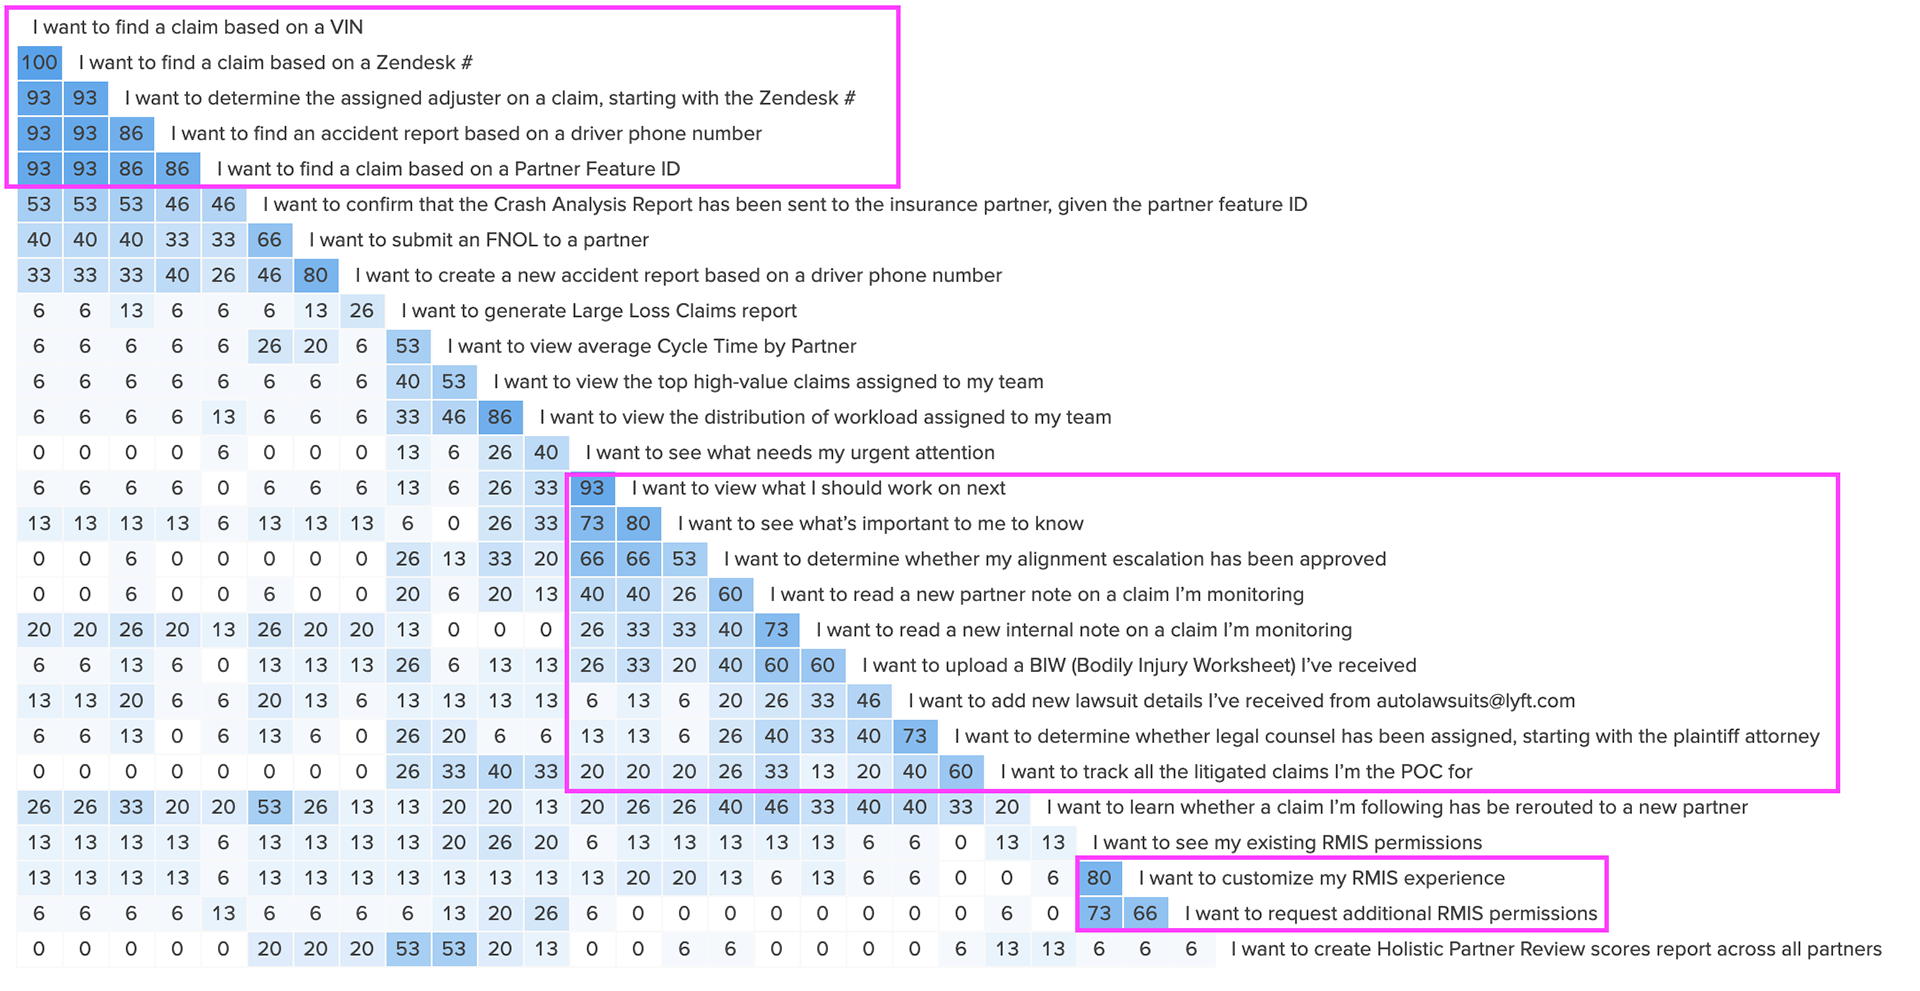 I want to find a claim based on a VIN
100 I want to find a claim based on a Zendesk #
93 93 I want to determine the assigned adjuster on a claim, starting with the Zendesk #
93 93 86 I want to find an accident report based on a driver phone number
93 93 86 86 I want to find a claim based on a Partner Feature ID
53 53 53 46 46 I want to confirm that the Crash Analysis Report has been sent to the insurance partner, given the partner feature ID
40 40 40 33 33 66 I want to submit an FNOL to a partner
33 33 33 40 26 46 80 I want to create a new accident report based on a driver phone number
6 6 13 6 6 6 13 26 I want to generate Large Loss Claims report
6 6 6 6 6 26 20 6 53 I want to view average Cycle Time by Partner
6 6 6 6 6 6 6 6 40 53 I want to view the top high-value claims assigned to my team
6 6 6 6 13 6 6 6 33 46 86 I want to view the distribution of workload assigned to my team
0 0 0 0 6 0 0 0 13 6 26 40 I want to see what needs my urgent attention
6 6 6 6 0 6 6 6 13 6 26 33 93 I want to view what I should work on next
13 13 13 13 6 13 13 13 6 0 26 33 73 80 I want to see what's important to me to know
0 0 6 0 0 0 0 0 26 13 33 20 66 66 53 I want to determine whether my alignment escalation has been approved
0 0 6 0 0 6 0 0 20 6 20 13 40 40 26 60 I want to read a new partner note on a claim I'm monitoring
20 20 26 20 13 26 20 20 13 0 0 0 26 33 33 40 73 I want to read a new internal note on a claim I'm monitoring
6 6 13 6 0 13 13 13 26 6 13 13 26 33 20 40 60 60 I want to upload a BIW (Bodily Injury Worksheet) I've received
13 13 20 6 6 20 13 6 13 13 13 13 6 13 6 20 26 33 46 I want to add new lawsuit details I've received from autolawsuits@lyft.com
6 6 13 0 6 13 6 0 26 20 6 6 13 13 6 26 40 33 40 73 I want to determine whether legal counsel has been assigned, starting with the plaintiff attorney
0 0 0 0 0 0 0 0 26 33 40 33 20 20 20 26 33 13 20 40 60 I want to track all the litigated claims I'm the POC for
26 26 33 20 20 53 26 13 13 20 20 13 20 26 26 40 46 33 40 40 33 20 I want to learn whether a claim I'm following has be rerouted to a new partner
13 13 13 13 6 13 13 13 13 20 26 20 6 13 13 13 13 13 6 6 0 13 13 I want to see my existing RMIS permissions
13 13 13 13 6 13 13 13 13 13 13 13 13 20 20 13 6 13 6 6 0 0 6 80 I want to customize my RMIS experience
6 6 6 6 13 6 6 6 6 13 20 26 6 0 0 0 0 0 0 0 0 6 0 73 66 I want to request additional RMIS permissions
0 0 0 0 0 20 20 20 53 53 20 13 0 0 6 6 0 0 0 0 6 13 13 6 6 6 I want to create Holistic Partner Review scores report across all partners